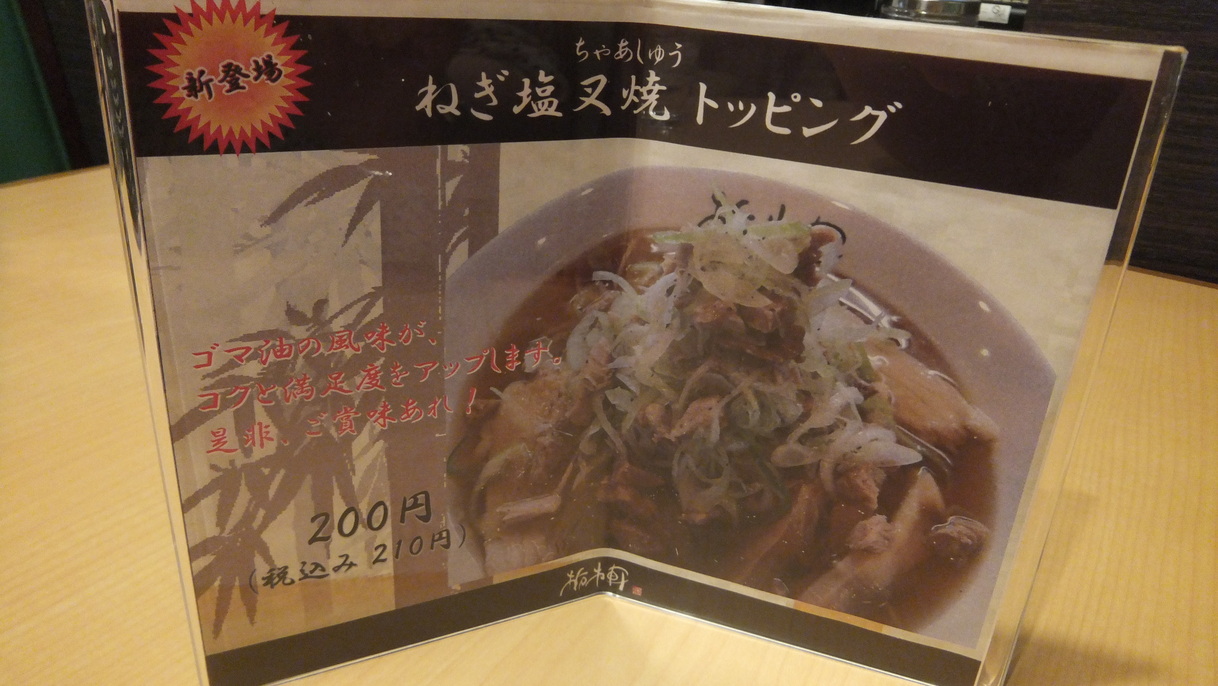 新登場
ちゃあしゅう
ねぎ塩叉焼 トッピング
ゴマ油の風味が、
コクと満足度をアップします。
是非、ご賞味あれ！
200円
(税込み 210円)